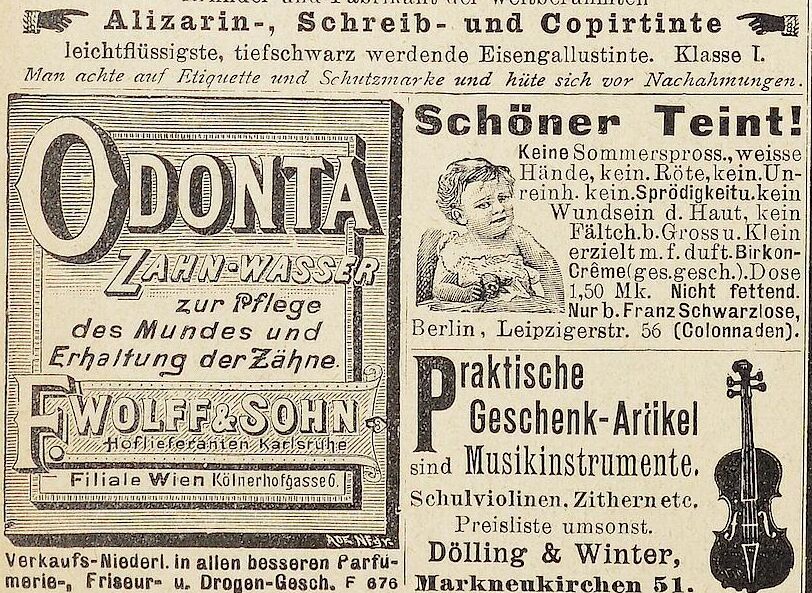 Alizarin-, Schreib- und Copirtinte
leichtflüssigste, tiefschwarz werdende Eisengallustinte. Klasse I.
Man achte auf Etiquette und Schutzmarke und hüte sich vor Nachahmungen.
ODONTA
ZAHN-WASSER
zur Pflege
des Mundes und
Erhaltung der Zähne.
F. WOLFF & SOHN
Hoflieferanten Karlsruhe
Filiale Wien Kölnerhofgasse 6.
Verkaufs-Niederl. in allen besseren Parfü-
merie-, Friseur- u. Drogen-Gesch. F 676
Schöner Teint!
Keine Sommerspross., weisse
Hände, kein. Röte, kein. Un-
reinh. kein. Sprödigkeit u. kein
Wundsein d. Haut, kein
Fältch. b. Gross u. Klein
erzielt m. f. duft. Birkon-
Crême (ges. gesch.). Dose
1,50 Mk. Nicht fettend.
Nur b. Franz Schwarzlose,
Berlin, Leipzigerstr. 56 (Colonnaden).
Praktische
Geschenk-Artikel
sind Musikinstrumente.
Schulviolinen, Zithern etc.
Preisliste umsonst.
Dölling & Winter,
Markneukirchen 51.